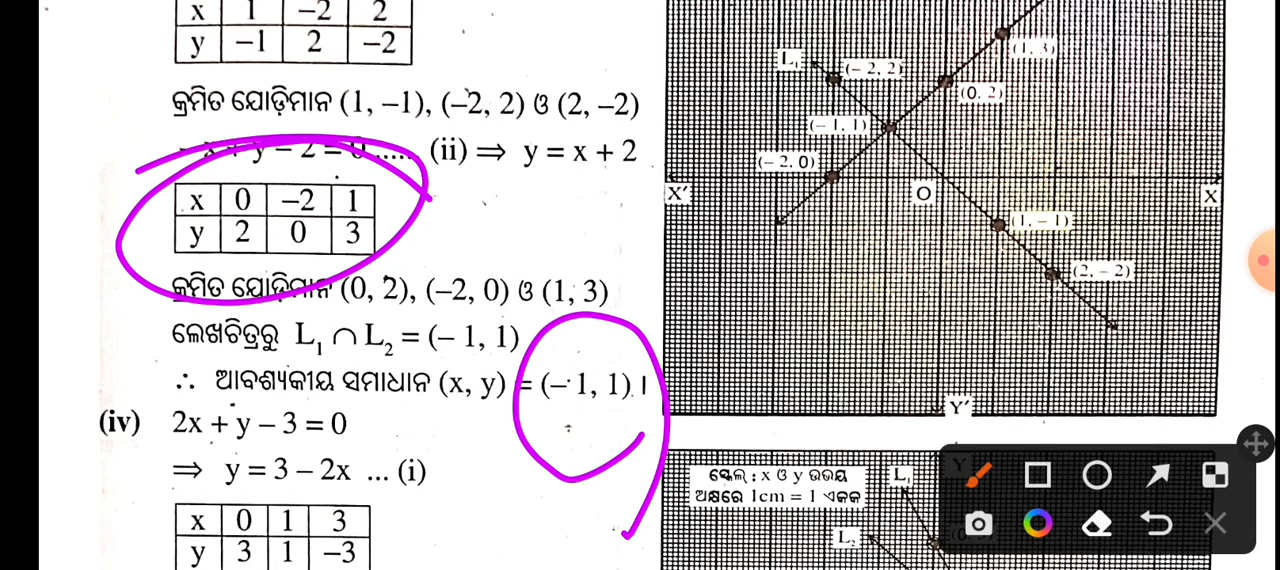 x 1 –2 2
y –1 2 –2
କ୍ରମିତ ଯୋଡ଼ିମାନ (1, –1), (–2, 2) ଓ (2, –2)
– x + y – 2 = 0 ...... (ii) ⇒ y = x + 2
x 0 –2 1
y 2 0 3
କ୍ରମିତ ଯୋଡ଼ିମାନ (0, 2), (–2, 0) ଓ (1, 3)
ଲେଖଚିତ୍ରରୁ L₁ ∩ L₂ = (– 1, 1)
∴ ଆବଶ୍ୟକୀୟ ସମାଧାନ (x, y) = (– 1, 1) ।
(iv) 2x + y – 3 = 0
⇒ y = 3 – 2x ... (i)
x 0 1 3
y 3 1 –3
(1, 3)
L₁
(– 2, 2)
(0, 2)
(– 1, 1)
(– 2, 0)
X′
O
X
(1, – 1)
(2, – 2)
Y′
ସ୍କେଲ୍ : x ଓ y ଉଭୟ
ଅକ୍ଷରେ 1cm = 1 ଏକକ
L₁
Y
L₂